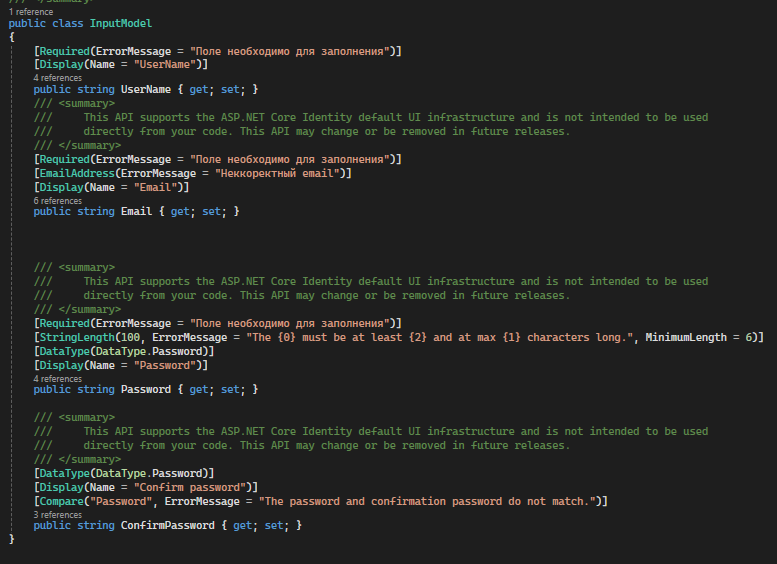 /// </summary>
1 reference
public class InputModel
{
[Required(ErrorMessage = "Поле необходимо для заполнения")]
[Display(Name = "UserName")]
4 references
public string UserName { get; set; }
/// <summary>
///     This API supports the ASP.NET Core Identity default UI infrastructure and is not intended to be used
///     directly from your code. This API may change or be removed in future releases.
/// </summary>
[Required(ErrorMessage = "Поле необходимо для заполнения")]
[EmailAddress(ErrorMessage = "Неккоректный email")]
[Display(Name = "Email")]
6 references
public string Email { get; set; }
/// <summary>
///     This API supports the ASP.NET Core Identity default UI infrastructure and is not intended to be used
///     directly from your code. This API may change or be removed in future releases.
/// </summary>
[Required(ErrorMessage = "Поле необходимо для заполнения")]
[StringLength(100, ErrorMessage = "The {0} must be at least {2} and at max {1} characters long.", MinimumLength = 6)]
[DataType(DataType.Password)]
[Display(Name = "Password")]
4 references
public string Password { get; set; }
/// <summary>
///     This API supports the ASP.NET Core Identity default UI infrastructure and is not intended to be used
///     directly from your code. This API may change or be removed in future releases.
/// </summary>
[DataType(DataType.Password)]
[Display(Name = "Confirm password")]
[Compare("Password", ErrorMessage = "The password and confirmation password do not match.")]
3 references
public string ConfirmPassword { get; set; }
}